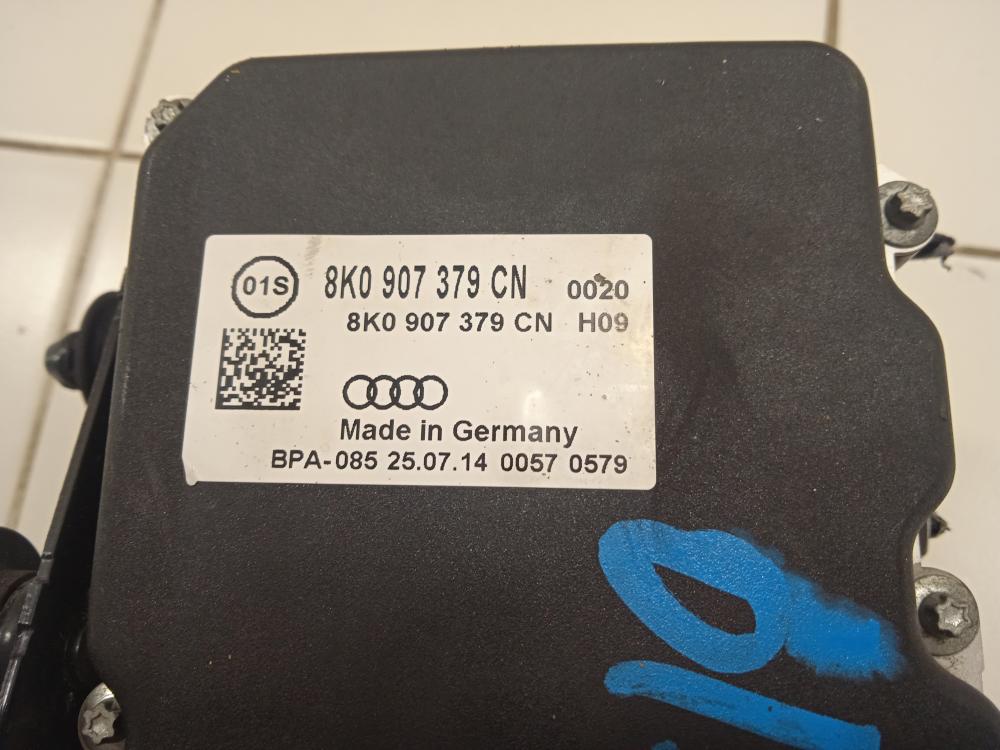 01S 8K0 907 379 CN 0020
8K0 907 379 CN H09
Made in Germany
BPA-085 25.07.14 0057 0579